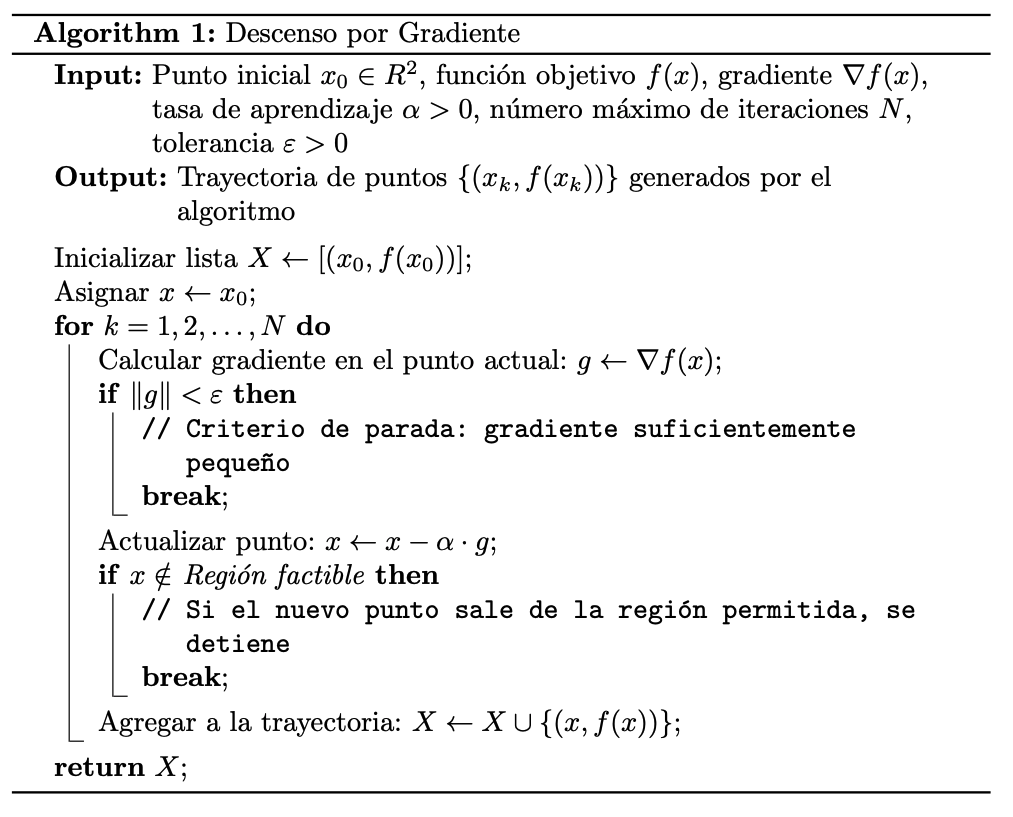 Algorithm 1: Descenso por Gradiente
Input: Punto inicial x₀ ∈ R², función objetivo f(x), gradiente ∇f(x),
tasa de aprendizaje α > 0, número máximo de iteraciones N,
tolerancia ε > 0
Output: Trayectoria de puntos {(xₖ, f(xₖ))} generados por el
algoritmo
Inicializar lista X ← [(x₀, f(x₀))];
Asignar x ← x₀;
for k = 1, 2, . . . , N do
Calcular gradiente en el punto actual: g ← ∇f(x);
if ‖g‖ < ε then
// Criterio de parada: gradiente suficientemente
pequeño
break;
Actualizar punto: x ← x − α · g;
if x ∉ Región factible then
// Si el nuevo punto sale de la región permitida, se
detiene
break;
Agregar a la trayectoria: X ← X ∪ {(x, f(x))};
return X;